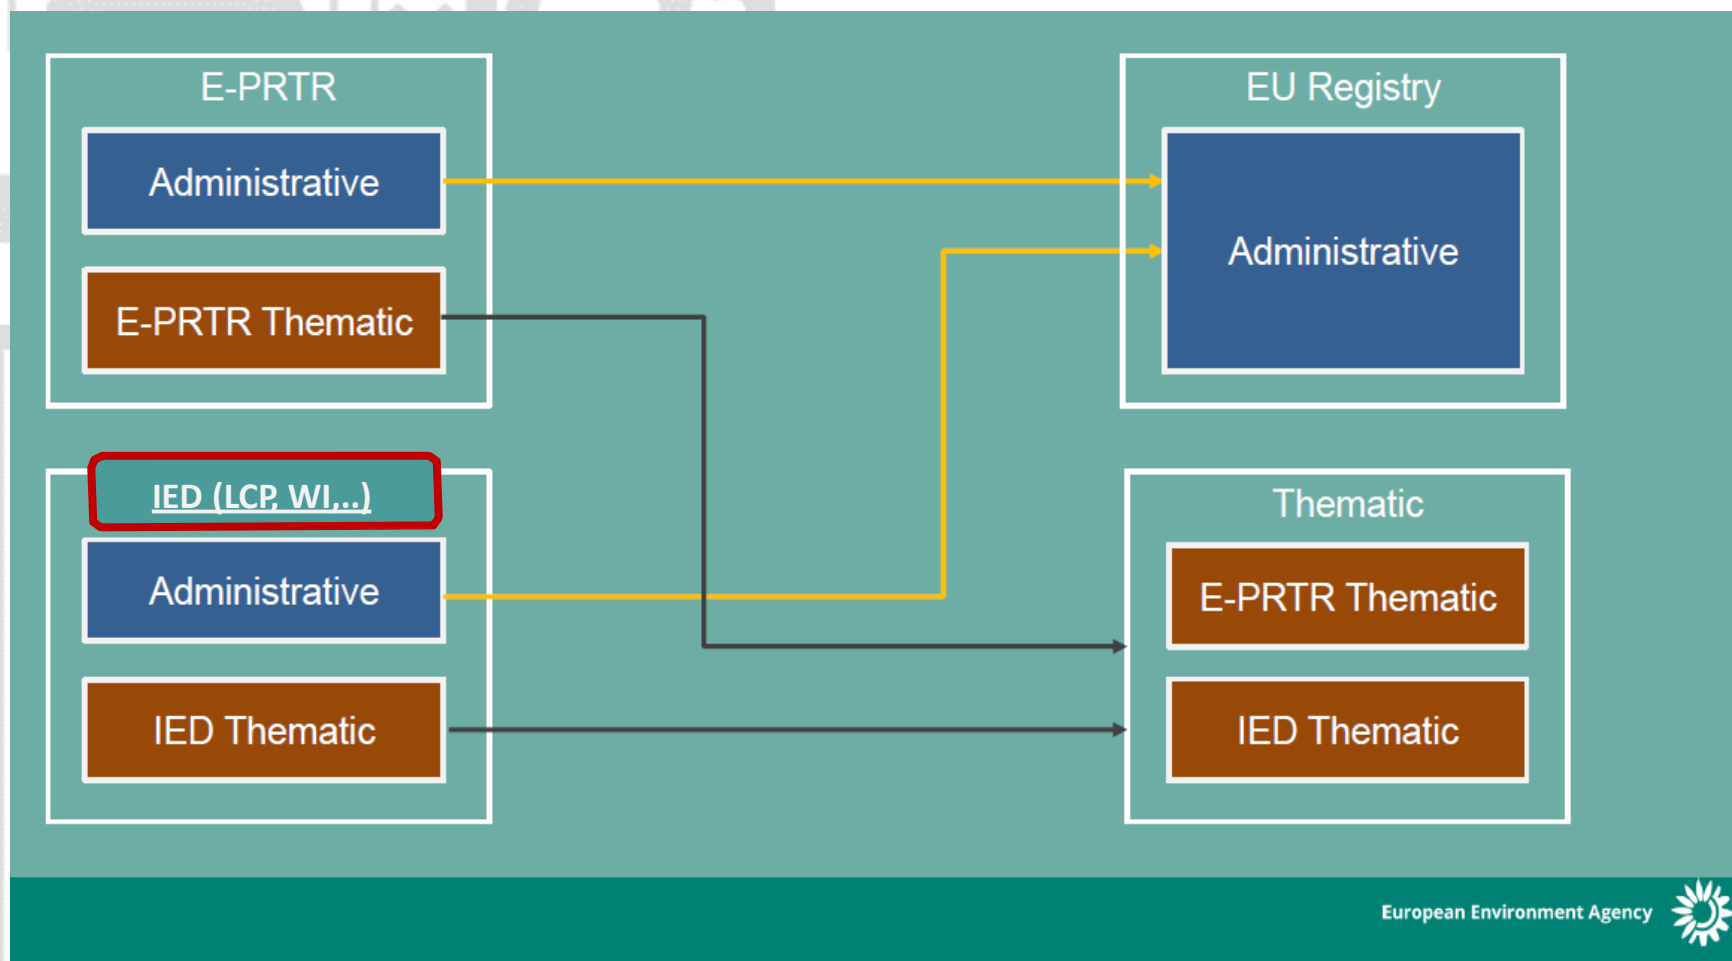 E-PRTR
Administrative
E-PRTR Thematic
IED (LCP, WI,..)
Administrative
IED Thematic
EU Registry
Administrative
Thematic
E-PRTR Thematic
IED Thematic
European Environment Agency